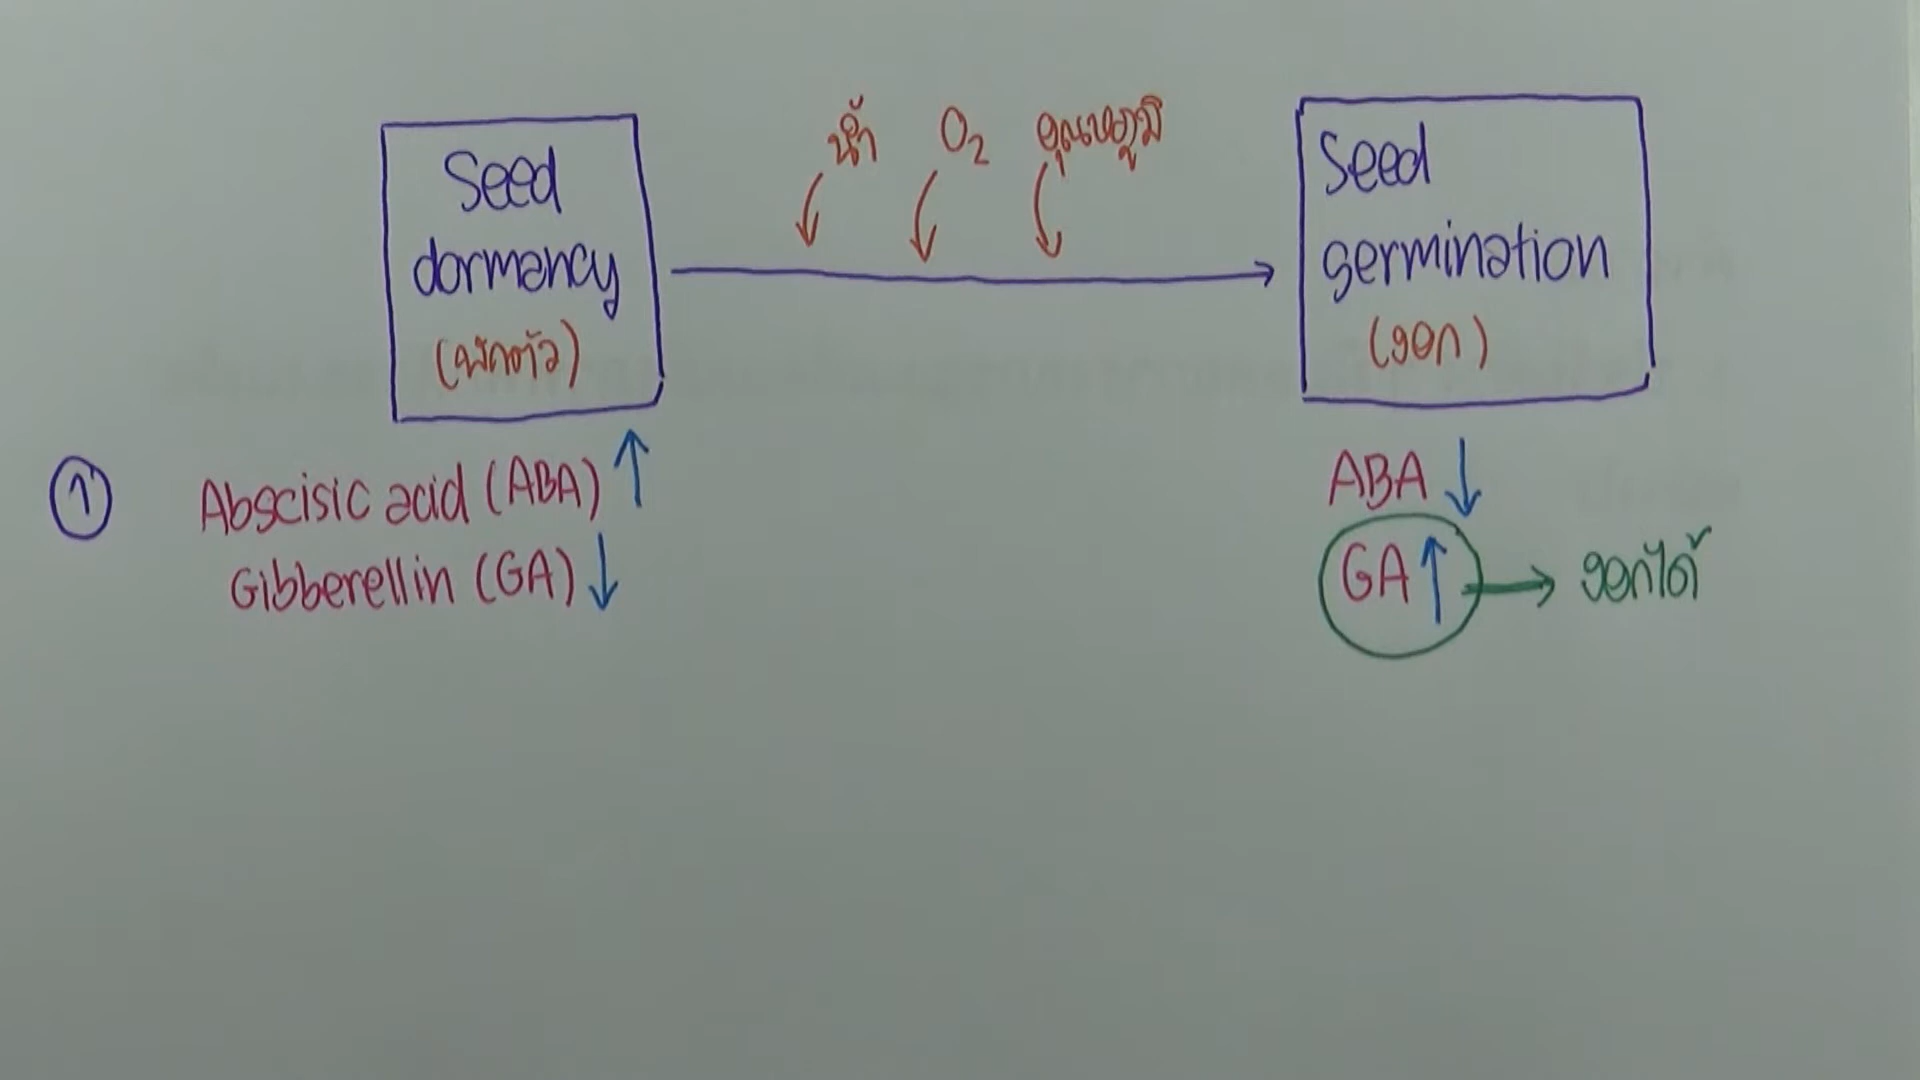 Seed
dormancy
(พักตัว)
น้ำ O₂ อุณหภูมิ
Seed
germination
(งอก)
① Abscisic acid (ABA) ↑
Gibberellin (GA) ↓
ABA ↓
GA ↑ → งอกได้